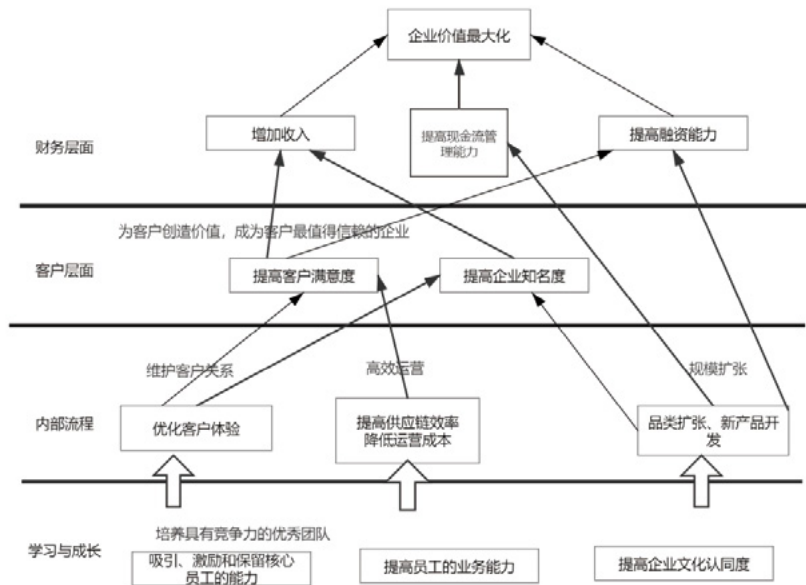 企业价值最大化
财务层面
增加收入
提高现金流管
理能力
提高融资能力
为客户创造价值，成为客户最值得信赖的企业
客户层面
提高客户满意度
提高企业知名度
维护客户关系
高效运营
规模扩张
内部流程
优化客户体验
提高供应链效率
降低运营成本
品类扩张、新产品开
发
培养具有竞争力的优秀团队
学习与成长
吸引、激励和保留核心
员工的能力
提高员工的业务能力
提高企业文化认同度